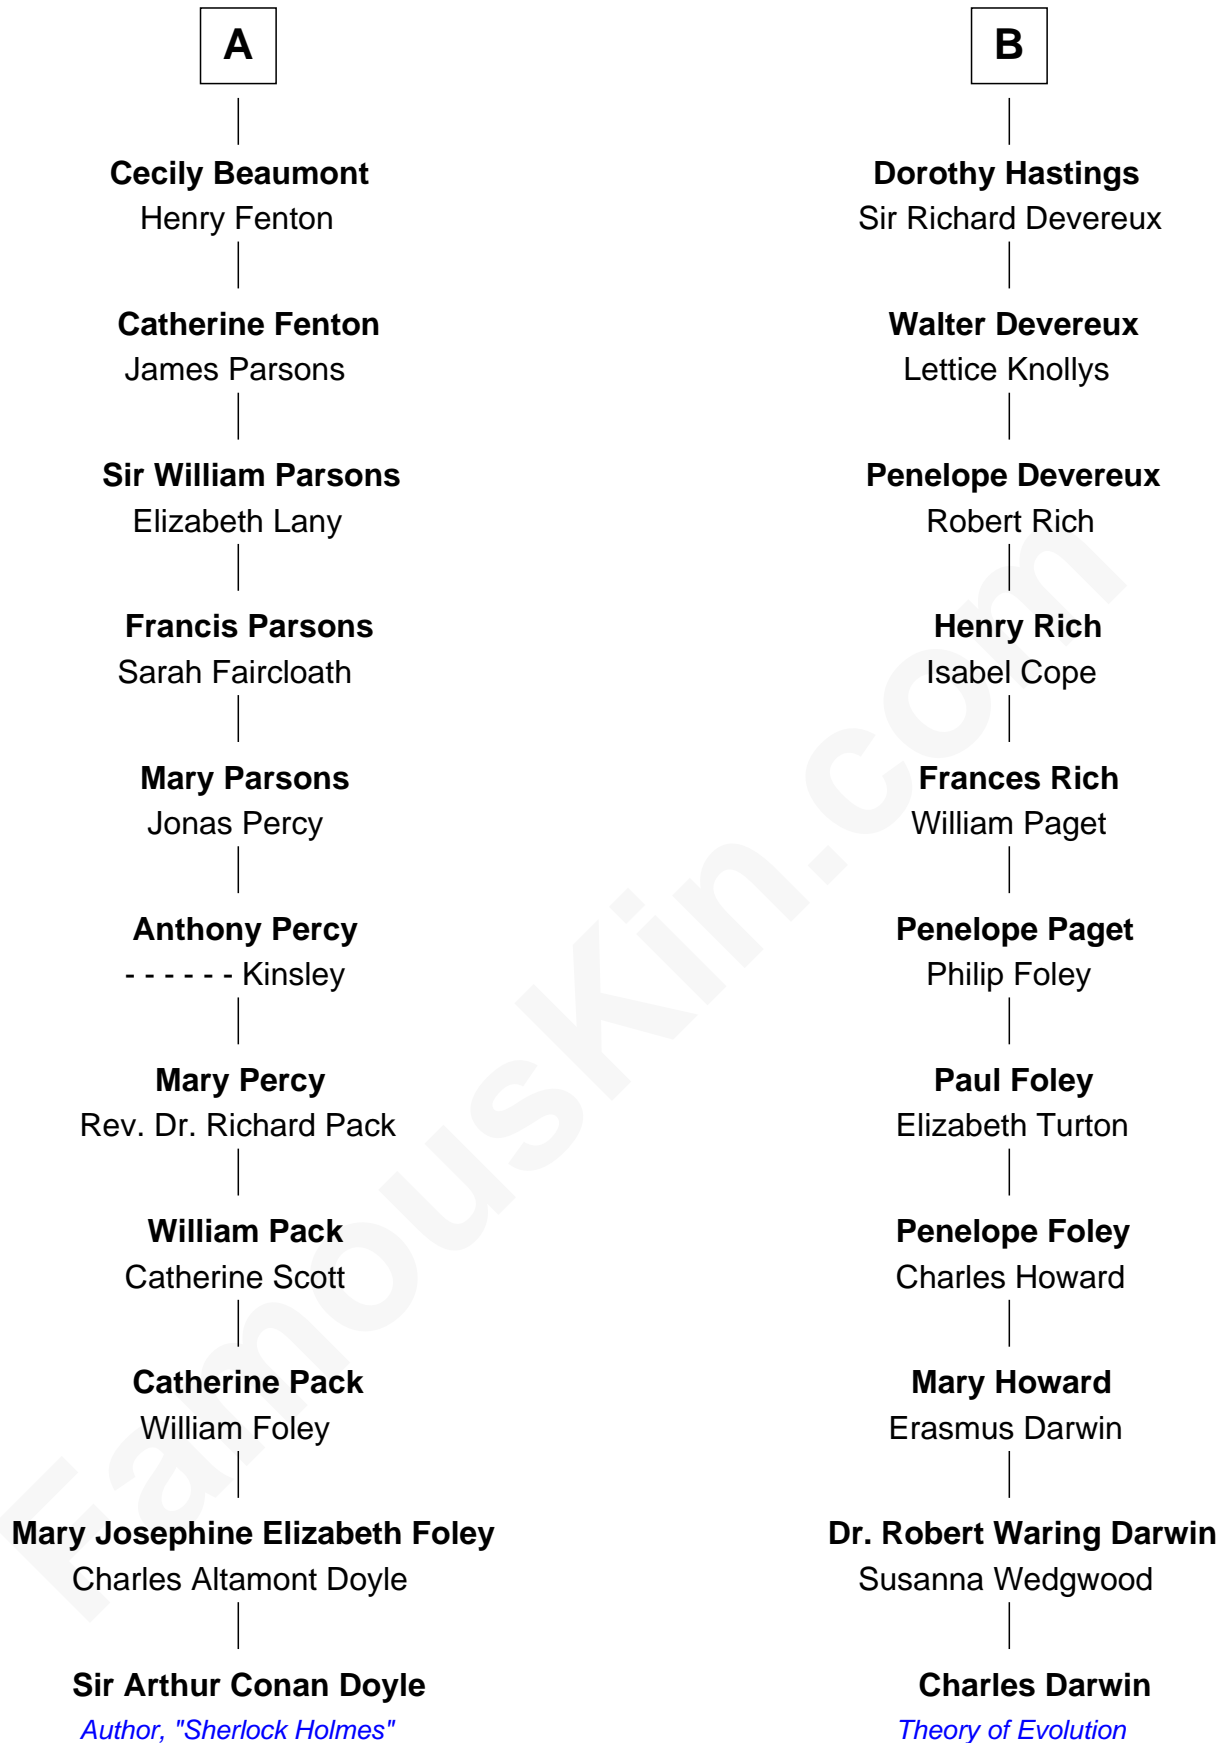 A
Cecily Beaumont
Henry Fenton
Catherine Fenton
James Parsons
Sir William Parsons
Elizabeth Lany
Francis Parsons
Sarah Faircloath
Mary Parsons
Jonas Percy
Anthony Percy
- - - - - - Kinsley
Mary Percy
Rev. Dr. Richard Pack
William Pack
Catherine Scott
Catherine Pack
William Foley
Mary Josephine Elizabeth Foley
Charles Altamont Doyle
Sir Arthur Conan Doyle
Author, "Sherlock Holmes"
B
Dorothy Hastings
Sir Richard Devereux
Walter Devereux
Lettice Knollys
Penelope Devereux
Robert Rich
Henry Rich
Isabel Cope
Frances Rich
William Paget
Penelope Paget
Philip Foley
Paul Foley
Elizabeth Turton
Penelope Foley
Charles Howard
Mary Howard
Erasmus Darwin
Dr. Robert Waring Darwin
Susanna Wedgwood
Charles Darwin
Theory of Evolution
FamousKin.com